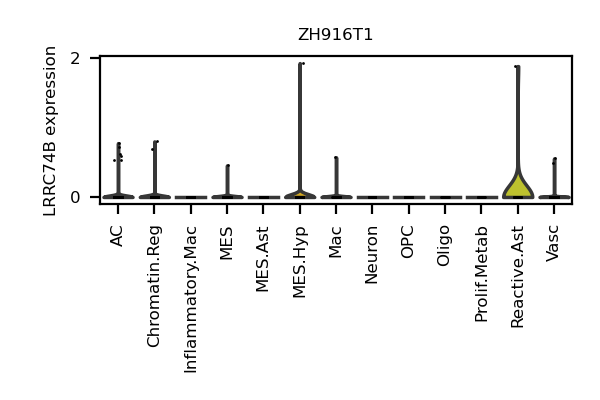 ZH916T1
LRRC74B expression
2
0
AC
Chromatin.Reg
Inflammatory.Mac
MES
MES.Ast
MES.Hyp
Mac
Neuron
OPC
Oligo
Prolif.Metab
Reactive.Ast
Vasc